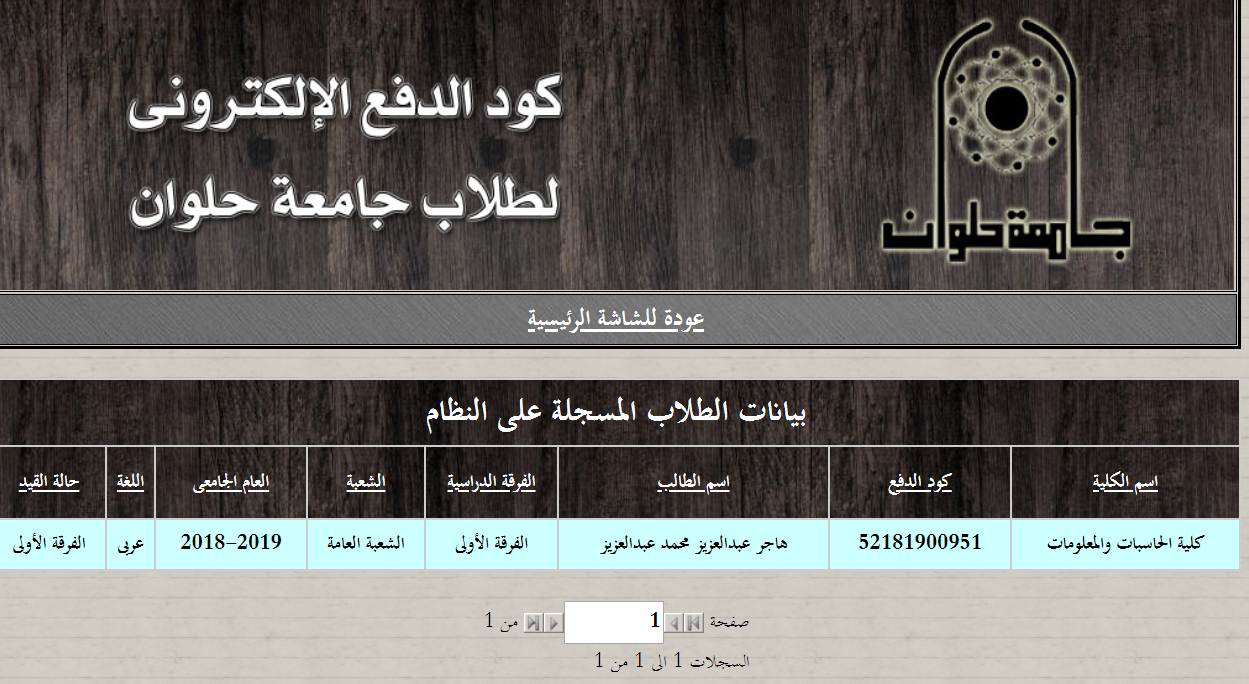 كود الدفع الإلكترونى
لطلاب جامعة حلوان
جامعة حلوان
عودة للشاشة الرئيسية
بيانات الطلاب المسجلة على النظام
اسم الكلية كود الدفع اسم الطالب الفرقة الدراسية الشعبة العام الجامعى اللغة حالة القيد
كلية الحاسبات والمعلومات 52181900951 هاجر عبدالعزيز محمد عبدالعزيز الفرقة الأولى الشعبة العامة 2018-2019 عربى الفرقة الأولى
صفحة 1 من 1
السجلات 1 الى 1 من 1